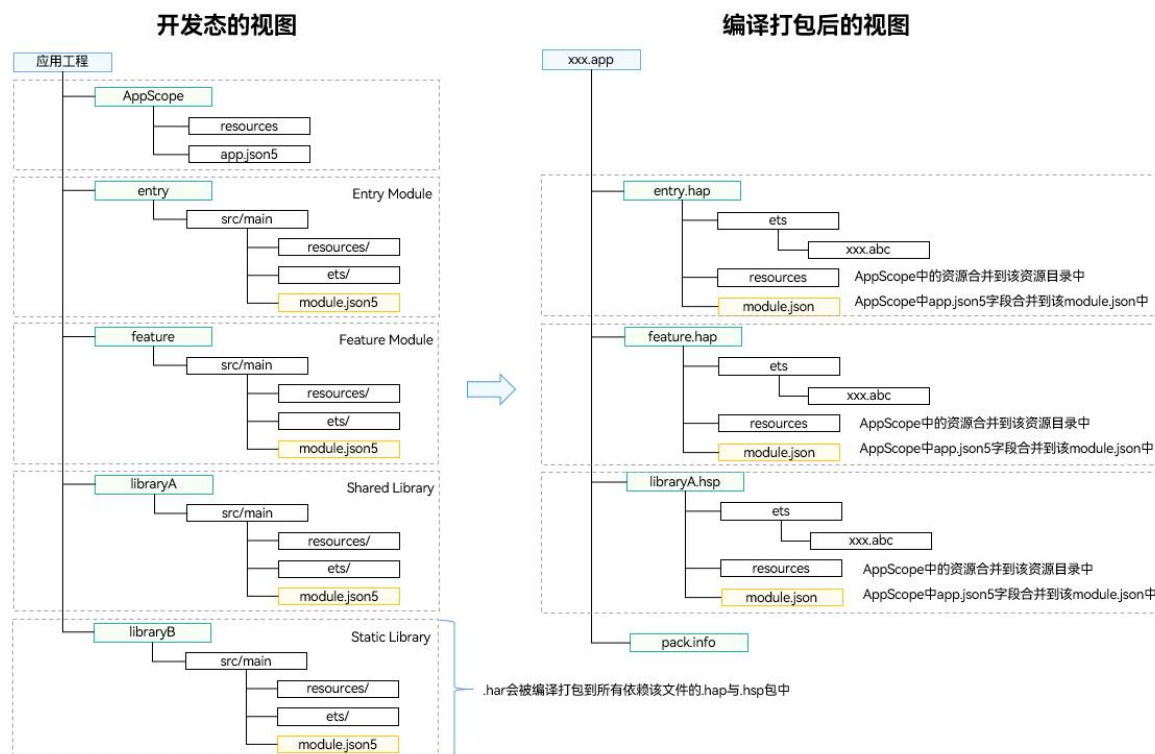 开发态的视图
应用工程
AppScope
resources
app.json5
entry
Entry Module
src/main
resources/
ets/
module.json5
feature
Feature Module
src/main
resources/
ets/
module.json5
libraryA
Shared Library
src/main
resources/
ets/
module.json5
libraryB
Static Library
src/main
resources/
ets/
module.json5
.har会被编译打包到所有依赖该文件的.hap与.hsp包中
编译打包后的视图
xxx.app
entry.hap
ets
xxx.abc
resources
AppScope中的资源合并到该资源目录中
module.json
AppScope中app.json5字段合并到该module.json中
feature.hap
ets
xxx.abc
resources
AppScope中的资源合并到该资源目录中
module.json
AppScope中app.json5字段合并到该module.json中
libraryA.hsp
ets
xxx.abc
resources
AppScope中的资源合并到该资源目录中
module.json
AppScope中app.json5字段合并到该module.json中
pack.info